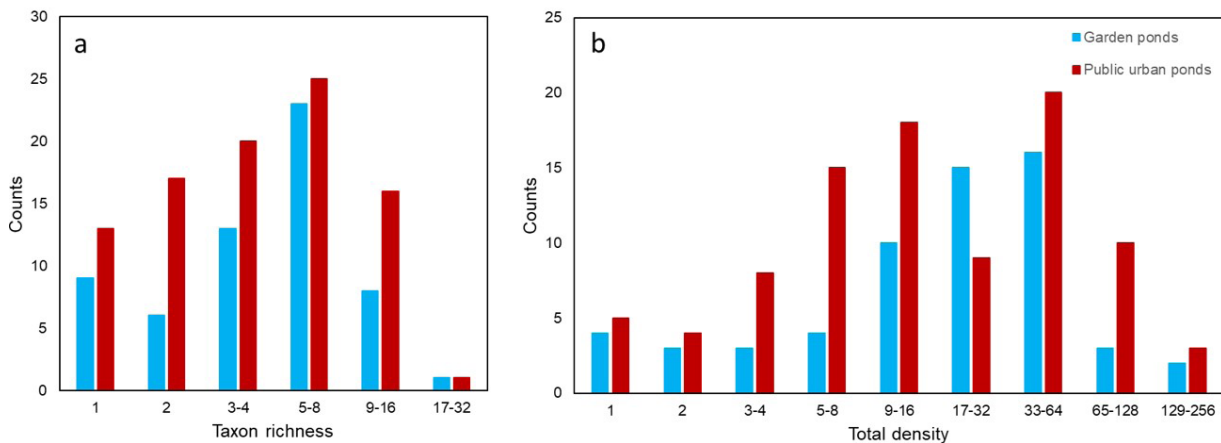 a
30
25
20
15
10
5
0
Counts
1 2 3-4 5-8 9-16 17-32
Taxon richness
b
Garden ponds
Public urban ponds
25
20
15
10
5
0
Counts
1 2 3-4 5-8 9-16 17-32 33-64 65-128 129-256
Total density